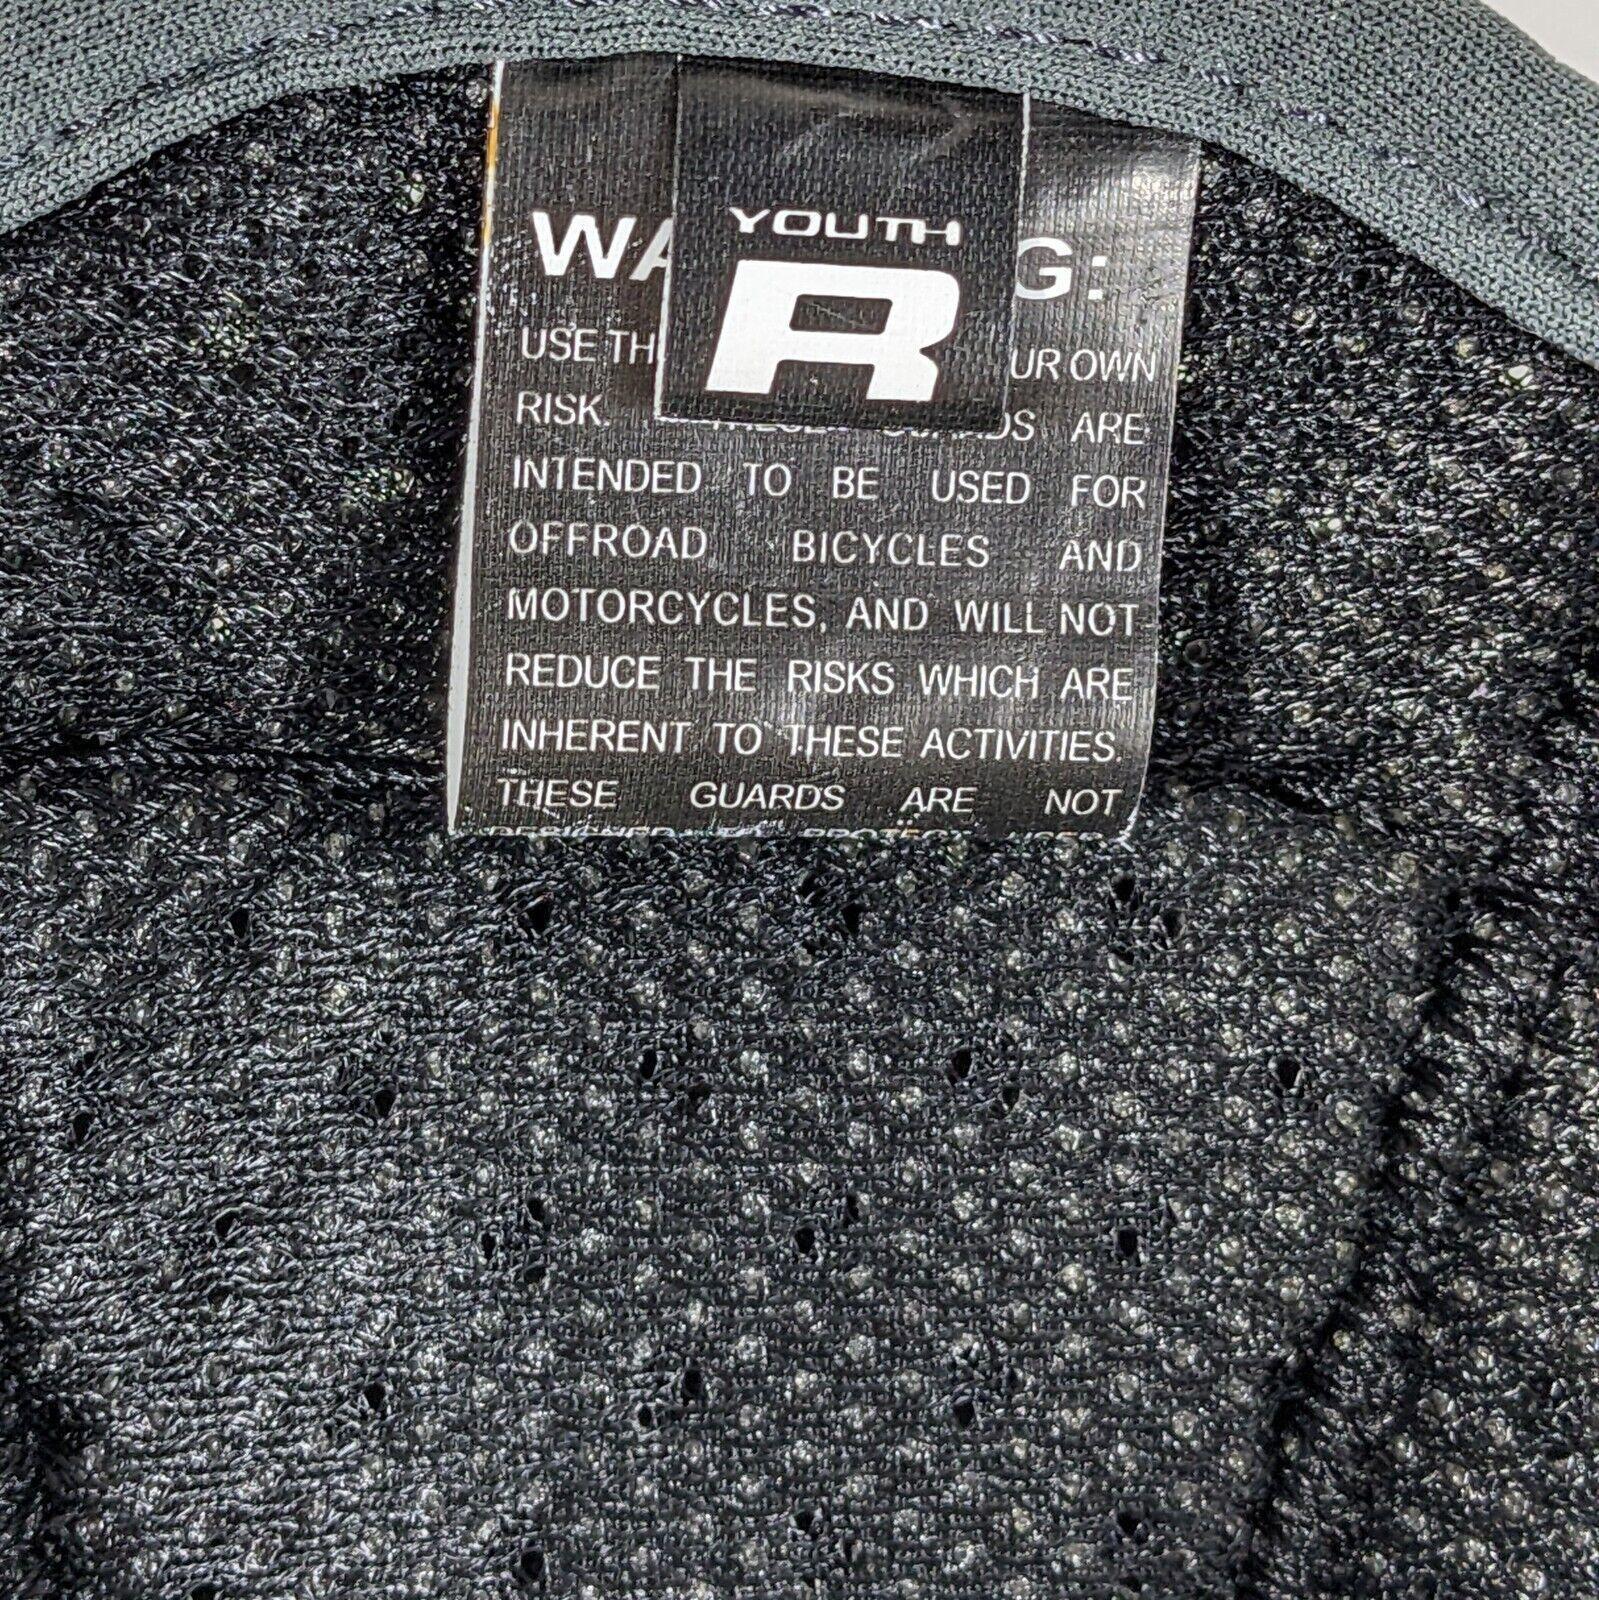 YOUTH
R
WA G:
USE TH UR OWN
RISK. ARE
INTENDED TO BE USED FOR
OFFROAD BICYCLES AND
MOTORCYCLES, AND WILL NOT
REDUCE THE RISKS WHICH ARE
INHERENT TO THESE ACTIVITIES.
THESE GUARDS ARE NOT